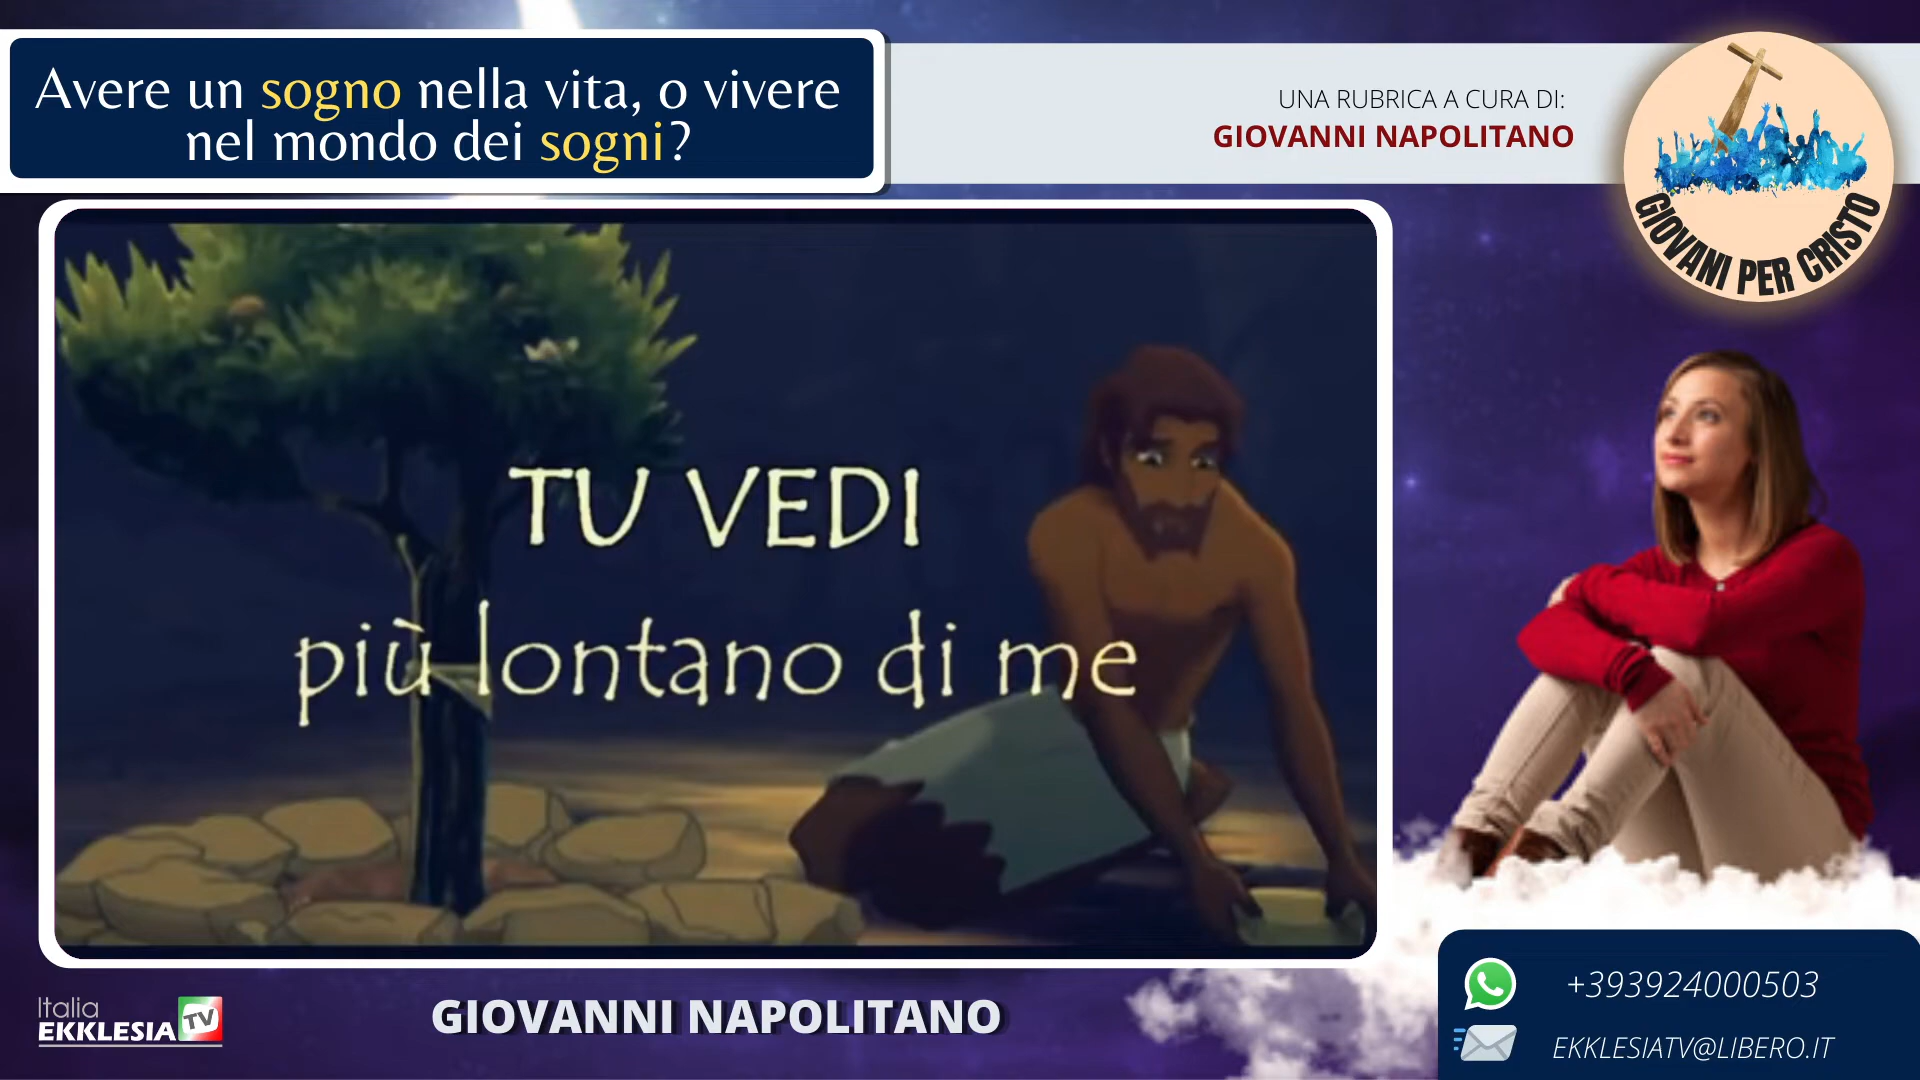 Avere un sogno nella vita, o vivere
nel mondo dei sogni?
UNA RUBRICA A CURA DI:
GIOVANNI NAPOLITANO
GIOVANI PER CRISTO
TU VEDI
più lontano di me
Italia
EKKLESIA TV
GIOVANNI NAPOLITANO
+393924000503
EKKLESIATV@LIBERO.IT